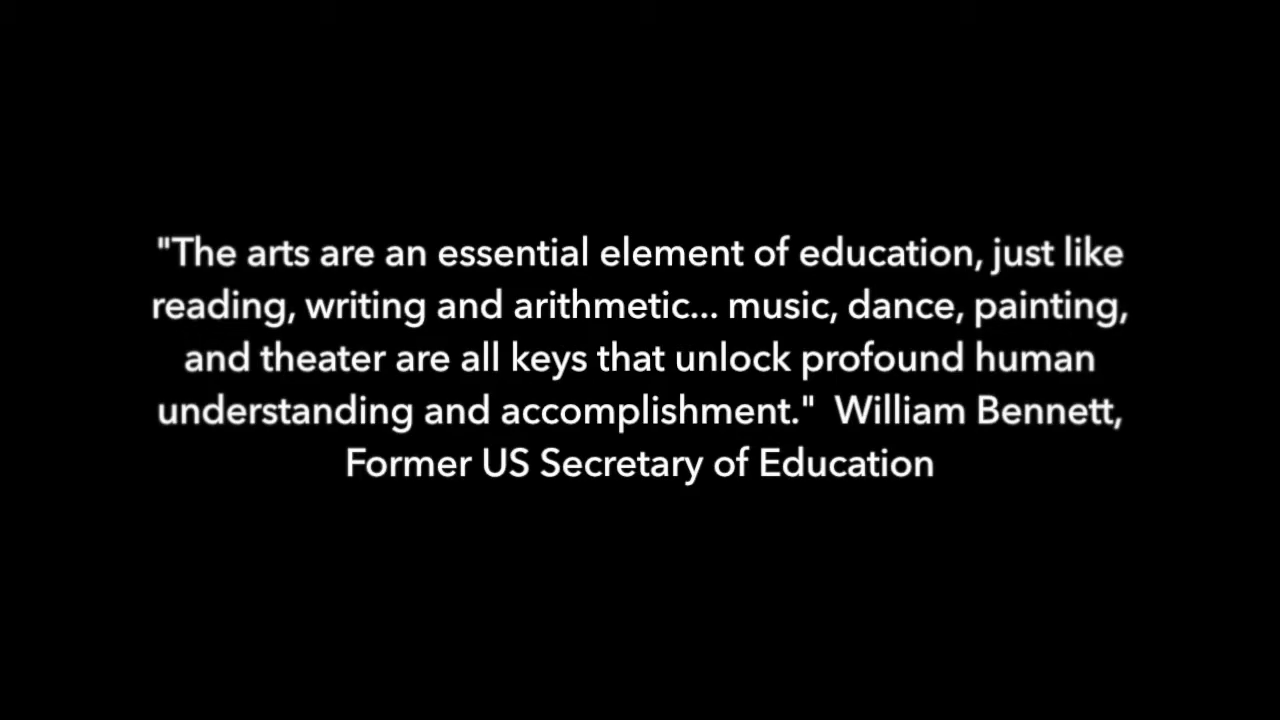 "The arts are an essential element of education, just like
reading, writing and arithmetic... music, dance, painting,
and theater are all keys that unlock profound human
understanding and accomplishment."  William Bennett,
Former US Secretary of Education